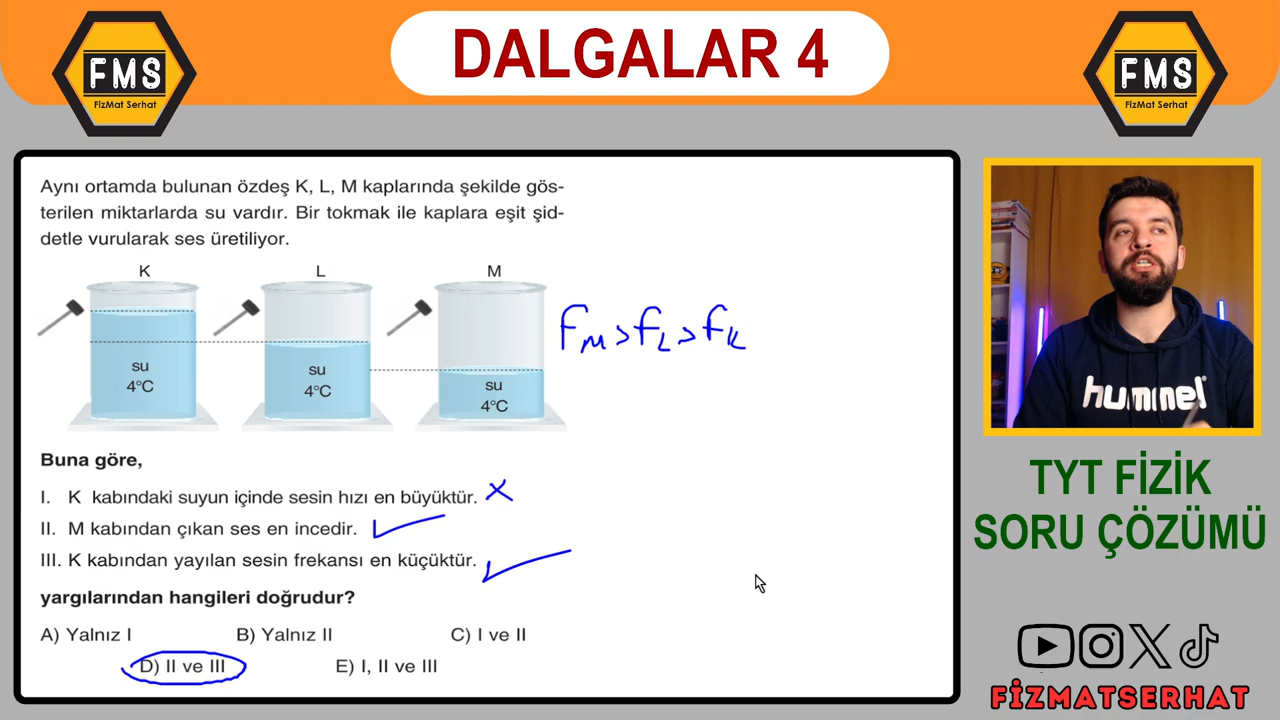 FMS
FizMat Serhat
DALGALAR 4
FMS
FizMat Serhat
Aynı ortamda bulunan özdeş K, L, M kaplarında şekilde gös-
terilen miktarlarda su vardır. Bir tokmak ile kaplara eşit şid-
detle vurularak ses üretiliyor.
K L M
su
4°C
su
4°C
su
4°C
fM > fL > fK
Buna göre,
I. K kabındaki suyun içinde sesin hızı en büyüktür.
II. M kabından çıkan ses en incedir.
III. K kabından yayılan sesin frekansı en küçüktür.
yargılarından hangileri doğrudur?
A) Yalnız I B) Yalnız II C) I ve II
D) II ve III E) I, II ve III
hummel
TYT FİZİK
SORU ÇÖZÜMÜ
FİZMATSERHAT